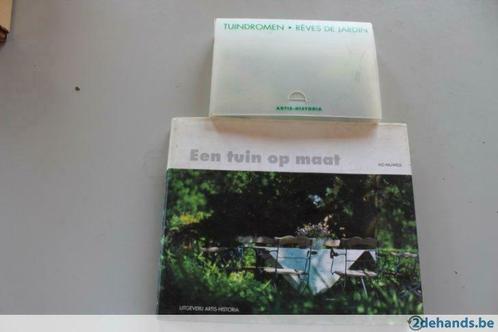 TUINDROMEN • RÊVES DE JARDIN
ARTIS-HISTORIA
Een tuin op maat
UITGEVERIJ ARTIS-HISTORIA
2dehands.be